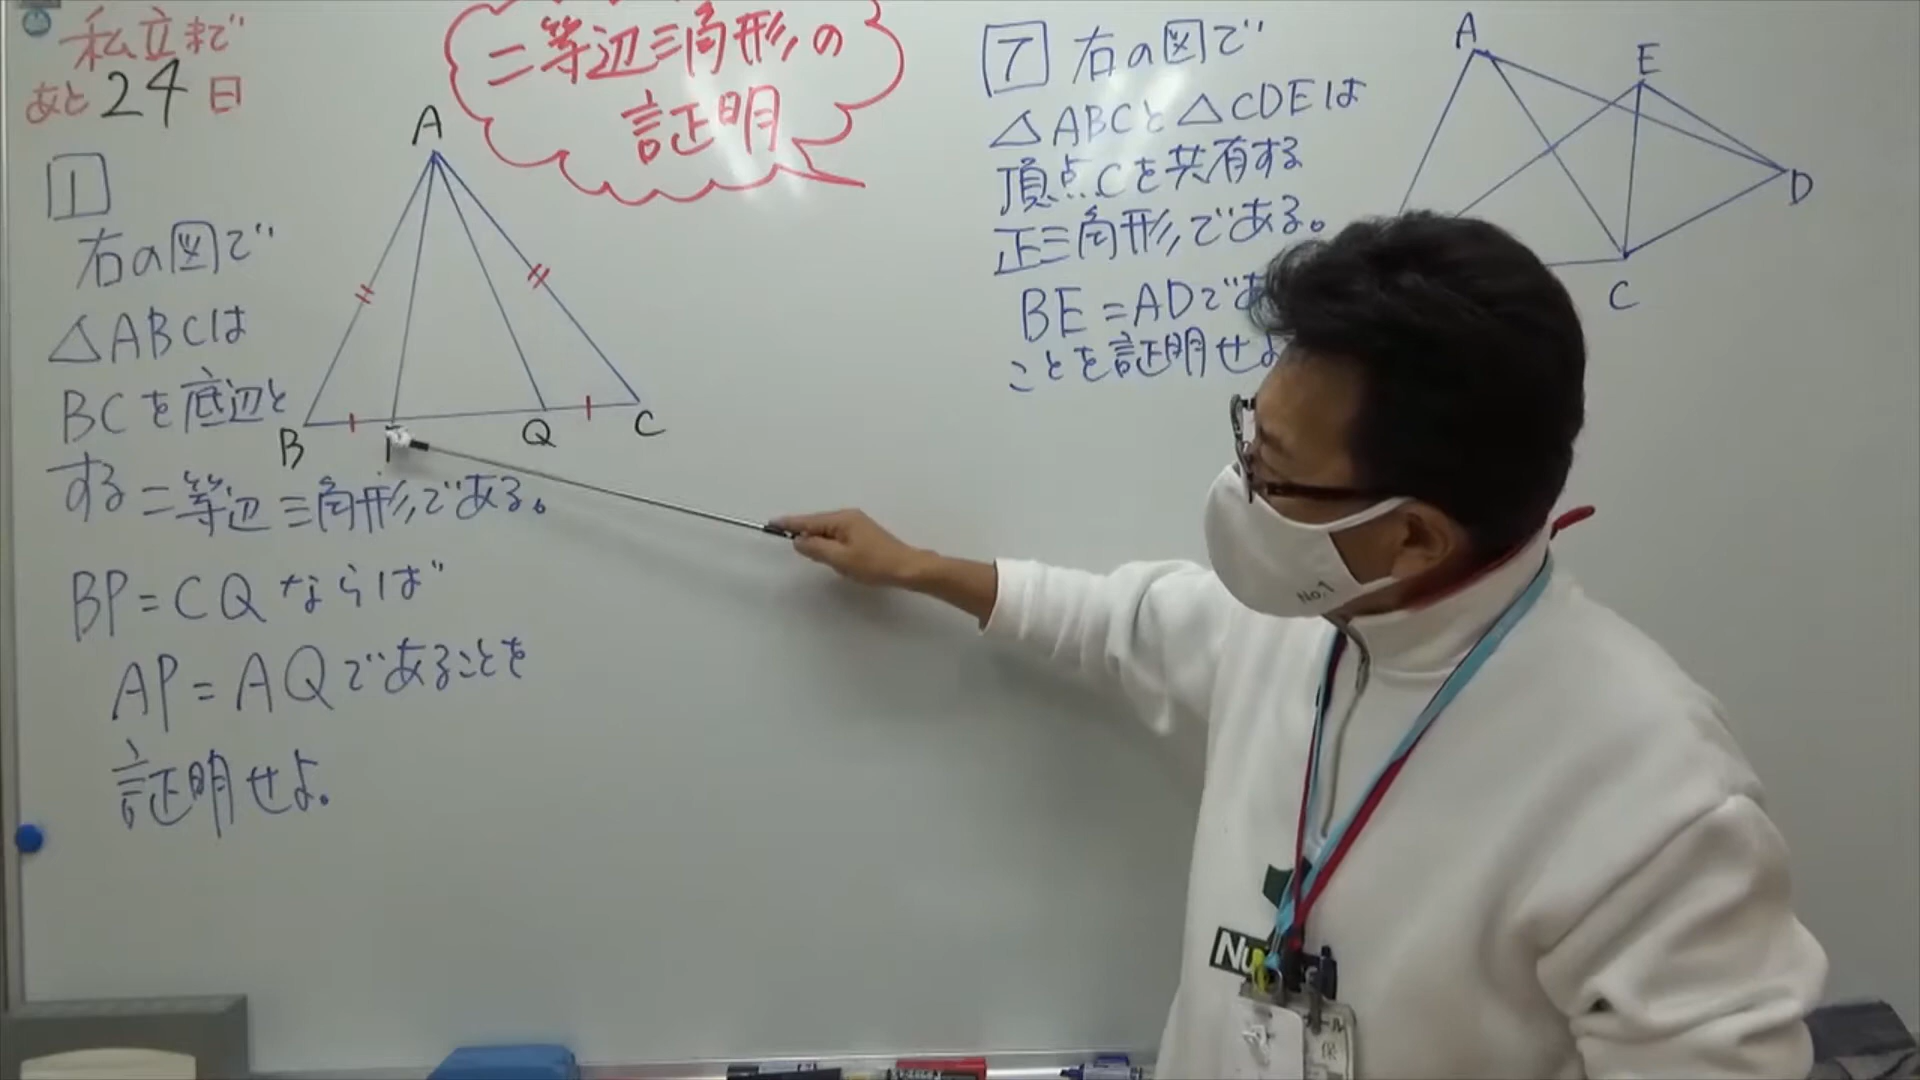 私立まで
あと24日
二等辺三角形の
証明
1
右の図で
△ABCは
BCを底辺と
する二等辺三角形である。
BP=CQならば
AP=AQであることを
証明せよ。
A
B
Q
C
7 右の図で
△ABCと△CDEは
頂点Cを共有する
正三角形である。
BE=ADであ
ことを証明せよ
A
E
D
C
No.1